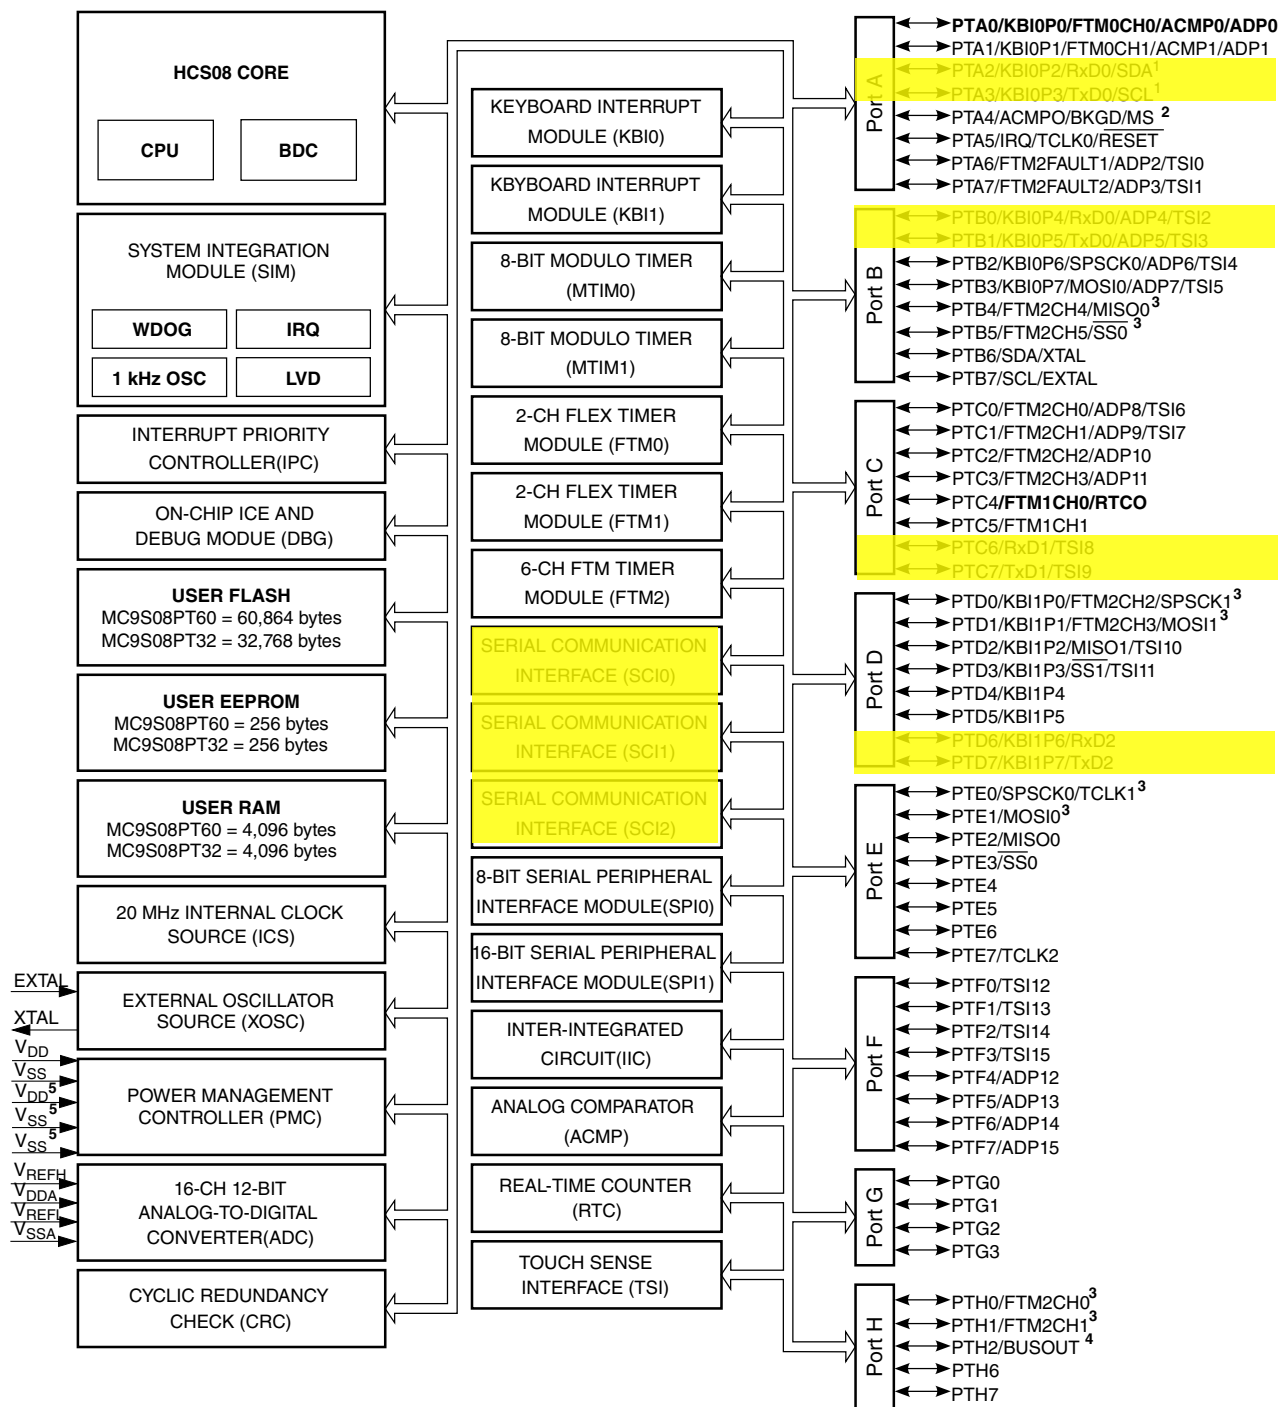 HCS08 CORE
CPU
BDC
SYSTEM INTEGRATION
MODULE (SIM)
WDOG
IRQ
1 kHz OSC
LVD
INTERRUPT PRIORITY
CONTROLLER(IPC)
ON-CHIP ICE AND
DEBUG MODUE (DBG)
USER FLASH
MC9S08PT60 = 60,864 bytes
MC9S08PT32 = 32,768 bytes
USER EEPROM
MC9S08PT60 = 256 bytes
MC9S08PT32 = 256 bytes
USER RAM
MC9S08PT60 = 4,096 bytes
MC9S08PT32 = 4,096 bytes
20 MHz INTERNAL CLOCK
SOURCE (ICS)
EXTAL
XTAL
EXTERNAL OSCILLATOR
SOURCE (XOSC)
VDD
VSS
VDD5
VSS5
VSS5
POWER MANAGEMENT
CONTROLLER (PMC)
VREFH
VDDA
VREFL
VSSA
16-CH 12-BIT
ANALOG-TO-DIGITAL
CONVERTER(ADC)
CYCLIC REDUNDANCY
CHECK (CRC)
KEYBOARD INTERRUPT
MODULE (KBI0)
KBYBOARD INTERRUPT
MODULE (KBI1)
8-BIT MODULO TIMER
(MTIM0)
8-BIT MODULO TIMER
(MTIM1)
2-CH FLEX TIMER
MODULE (FTM0)
2-CH FLEX TIMER
MODULE (FTM1)
6-CH FTM TIMER
MODULE (FTM2)
SERIAL COMMUNICATION
INTERFACE (SCI0)
SERIAL COMMUNICATION
INTERFACE (SCI1)
SERIAL COMMUNICATION
INTERFACE (SCI2)
8-BIT SERIAL PERIPHERAL
INTERFACE MODULE(SPI0)
16-BIT SERIAL PERIPHERAL
INTERFACE MODULE(SPI1)
INTER-INTEGRATED
CIRCUIT(IIC)
ANALOG COMPARATOR
(ACMP)
REAL-TIME COUNTER
(RTC)
TOUCH SENSE
INTERFACE (TSI)
Port A
PTA0/KBI0P0/FTM0CH0/ACMP0/ADP0
PTA1/KBI0P1/FTM0CH1/ACMP1/ADP1
PTA2/KBI0P2/RxD0/SDA1
PTA3/KBI0P3/TxD0/SCL1
PTA4/ACMPO/BKGD/MS 2
PTA5/IRQ/TCLK0/RESET
PTA6/FTM2FAULT1/ADP2/TSI0
PTA7/FTM2FAULT2/ADP3/TSI1
Port B
PTB0/KBI0P4/RxD0/ADP4/TSI2
PTB1/KBI0P5/TxD0/ADP5/TSI3
PTB2/KBI0P6/SPSCK0/ADP6/TSI4
PTB3/KBI0P7/MOSI0/ADP7/TSI5
PTB4/FTM2CH4/MISO0 3
PTB5/FTM2CH5/SS0 3
PTB6/SDA/XTAL
PTB7/SCL/EXTAL
Port C
PTC0/FTM2CH0/ADP8/TSI6
PTC1/FTM2CH1/ADP9/TSI7
PTC2/FTM2CH2/ADP10
PTC3/FTM2CH3/ADP11
PTC4/FTM1CH0/RTCO
PTC5/FTM1CH1
PTC6/RxD1/TSI8
PTC7/TxD1/TSI9
Port D
PTD0/KBI1P0/FTM2CH2/SPSCK1 3
PTD1/KBI1P1/FTM2CH3/MOSI1 3
PTD2/KBI1P2/MISO1/TSI10
PTD3/KBI1P3/SS1/TSI11
PTD4/KBI1P4
PTD5/KBI1P5
PTD6/KBI1P6/RxD2
PTD7/KBI1P7/TxD2
Port E
PTE0/SPSCK0/TCLK1 3
PTE1/MOSI0 3
PTE2/MISO0
PTE3/SS0
PTE4
PTE5
PTE6
PTE7/TCLK2
Port F
PTF0/TSI12
PTF1/TSI13
PTF2/TSI14
PTF3/TSI15
PTF4/ADP12
PTF5/ADP13
PTF6/ADP14
PTF7/ADP15
Port G
PTG0
PTG1
PTG2
PTG3
Port H
PTH0/FTM2CH0 3
PTH1/FTM2CH1 3
PTH2/BUSOUT 4
PTH6
PTH7